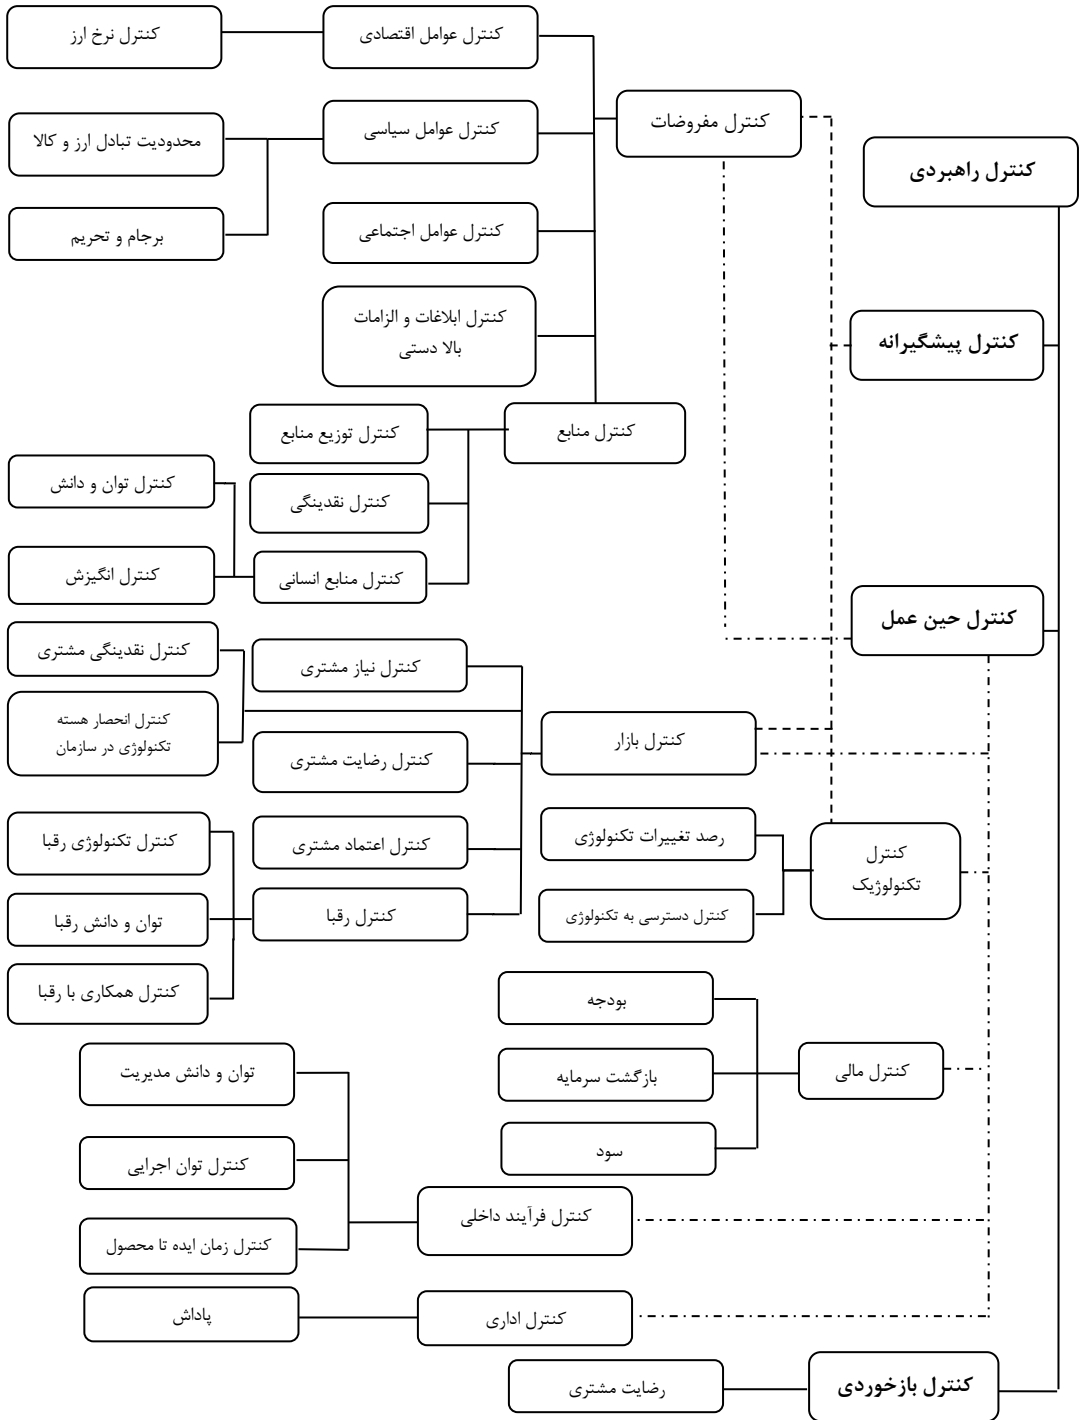 کنترل راهبردی
کنترل پیشگیرانه
کنترل مفروضات
کنترل عوامل اقتصادی
کنترل نرخ ارز
کنترل عوامل سیاسی
محدودیت تبادل ارز و کالا
برجام و تحریم
کنترل عوامل اجتماعی
کنترل ابلاغات و الزامات
بالا دستی
کنترل منابع
کنترل توزیع منابع
کنترل نقدینگی
کنترل منابع انسانی
کنترل توان و دانش
کنترل انگیزش
کنترل حین عمل
کنترل بازار
کنترل نیاز مشتری
کنترل نقدینگی مشتری
کنترل انحصار هسته
تکنولوژی در سازمان
کنترل رضایت مشتری
کنترل اعتماد مشتری
کنترل رقبا
کنترل تکنولوژی رقبا
توان و دانش رقبا
کنترل همکاری با رقبا
کنترل
تکنولوژیک
رصد تغییرات تکنولوژی
کنترل دسترسی به تکنولوژی
کنترل مالی
بودجه
بازگشت سرمایه
سود
کنترل فرآیند داخلی
توان و دانش مدیریت
کنترل توان اجرایی
کنترل زمان ایده تا محصول
کنترل اداری
پاداش
کنترل بازخوردی
رضایت مشتری